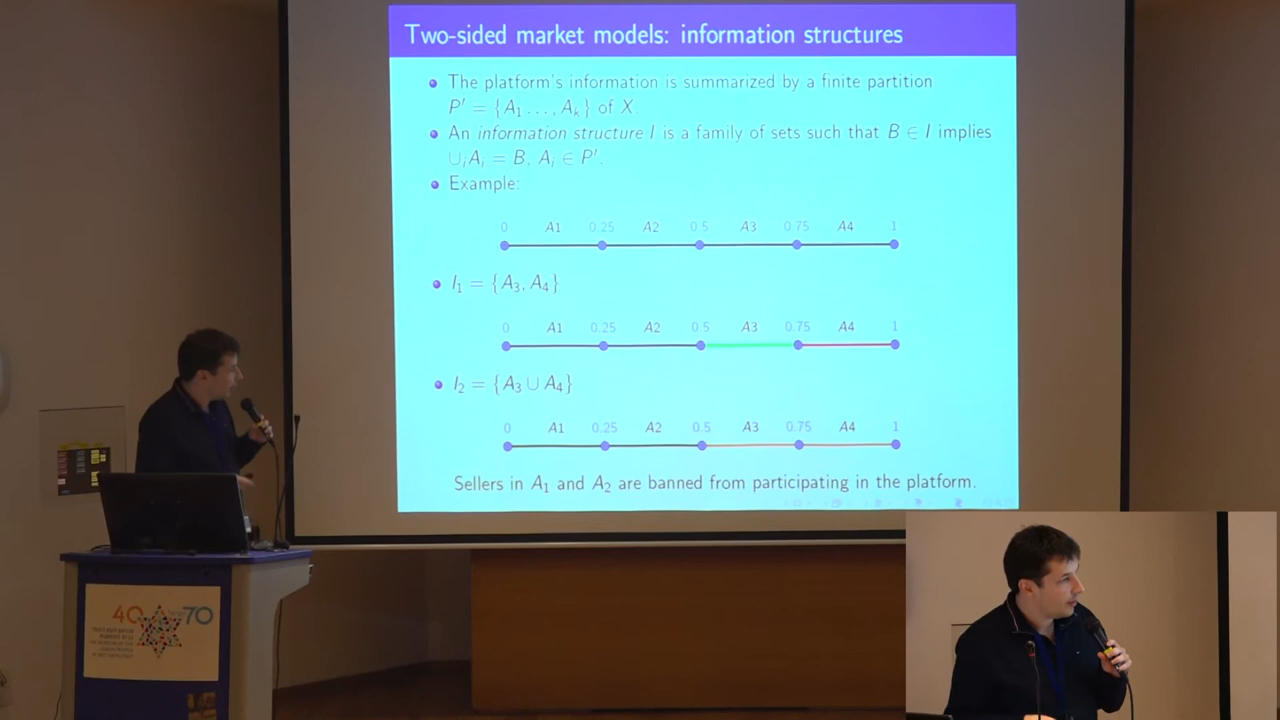 Two-sided market models: information structures
The platform's information is summarized by a finite partition
P' = {A₁ ..., Aₖ} of X.
An information structure I is a family of sets such that B ∈ I implies
∪ᵢAᵢ = B, Aᵢ ∈ P'.
Example:
0 A1 0.25 A2 0.5 A3 0.75 A4 1
I₁ = {A₃, A₄}
0 A1 0.25 A2 0.5 A3 0.75 A4 1
I₂ = {A₃ ∪ A₄}
0 A1 0.25 A2 0.5 A3 0.75 A4 1
Sellers in A₁ and A₂ are banned from participating in the platform.
40 70